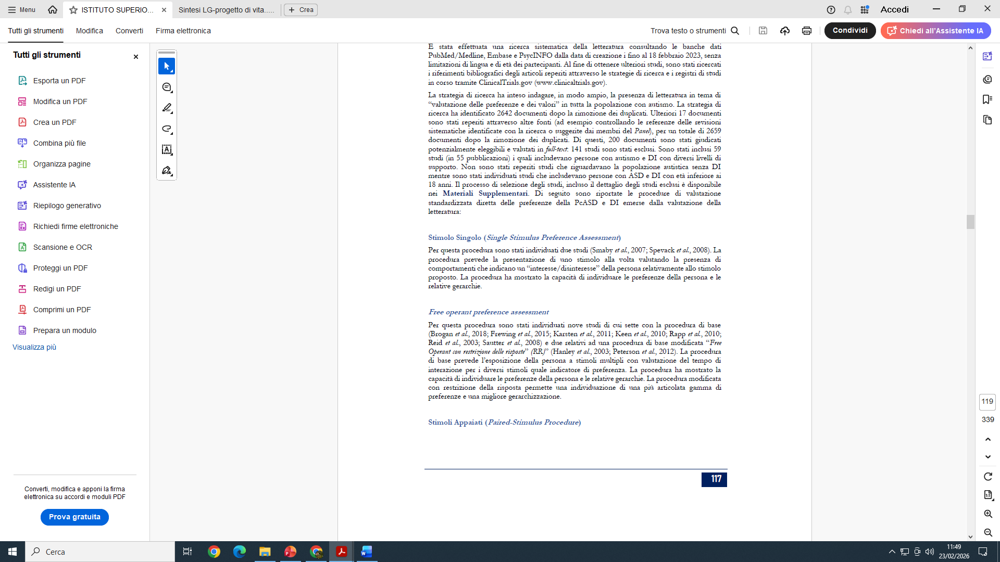 Menu
ISTITUTO SUPERIO...
Sintesi LG-progetto di vita.....
Crea
Accedi
Tutti gli strumenti
Modifica
Converti
Firma elettronica
Trova testo o strumenti
Condividi
Chiedi all'Assistente IA
Tutti gli strumenti
Esporta un PDF
Modifica un PDF
Crea un PDF
Combina più file
Organizza pagine
Assistente IA
Riepilogo generativo
Richiedi firme elettroniche
Scansione e OCR
Proteggi un PDF
Redigi un PDF
Comprimi un PDF
Prepara un modulo
Visualizza più
Converti, modifica e apponi la firma
elettronica su accordi e moduli PDF
Prova gratuita
È stata effettuata una ricerca sistematica della letteratura consultando le banche dati
PubMed/Medline, Embase e PsycINFO dalla data di creazione i fino al 18 febbraio 2023, senza
limitazioni di lingua e di età dei partecipanti. Al fine di ottenere ulteriori studi, sono stati ricercati
i riferimenti bibliografici degli articoli reperiti attraverso le strategie di ricerca e i registri di studi
in corso tramite ClinicalTrials.gov (www.clinicaltrials.gov).
La strategia di ricerca ha inteso indagare, in modo ampio, la presenza di letteratura in tema di
“valutazione delle preferenze e dei valori” in tutta la popolazione con autismo. La strategia di
ricerca ha identificato 2642 documenti dopo la rimozione dei duplicati. Ulteriori 17 documenti
sono stati reperiti attraverso altre fonti (ad esempio controllando le referenze delle revisioni
sistematiche identificate con la ricerca o suggerite dai membri del Panel), per un totale di 2659
documenti dopo la rimozione dei duplicati. Di questi, 200 documenti sono stati giudicati
potenzialmente eleggibili e valutati in full-text: 141 studi sono stati esclusi. Sono stati inclusi 59
studi (in 55 pubblicazioni) i quali includevano persone con autismo e DI con diversi livelli di
supporto. Non sono stati reperiti studi che riguardavano la popolazione autistica senza DI
mentre sono stati individuati studi che includevano persone con ASD e DI con età inferiore ai
18 anni. Il processo di selezione degli studi, incluso il dettaglio degli studi esclusi è disponibile
nei Materiali Supplementari. Di seguito sono riportate le procedure di valutazione
standardizzata diretta delle preferenze della PcASD e DI emerse dalla valutazione della
letteratura:
Stimolo Singolo (Single Stimulus Preference Assessment)
Per questa procedura sono stati individuati due studi (Smaby et al., 2007; Spevack et al., 2008). La
procedura prevede la presentazione di uno stimolo alla volta valutando la presenza di
comportamenti che indicano un “interesse/disinteresse” della persona relativamente allo stimolo
proposto. La procedura ha mostrato la capacità di individuare le preferenze della persona e le
relative gerarchie.
Free operant preference assessment
Per questa procedura sono stati individuati nove studi di cui sette con la procedura di base
(Brogan et al., 2018; Frewing et al., 2015; Karsten et al., 2011; Keen et al., 2010; Rapp et al., 2010;
Reid et al., 2003; Sautter et al., 2008) e due relativi ad una procedura di base modificata “Free
Operant con restrizione delle risposte” (RR)” (Hanley et al., 2003; Peterson et al., 2012). La procedura
di base prevede l’esposizione della persona a stimoli multipli con valutazione del tempo di
interazione per i diversi stimoli quale indicatore di preferenza. La procedura ha mostrato la
capacità di individuare le preferenze della persona e le relative gerarchie. La procedura modificata
con restrizione della risposta permette una individuazione di una più articolata gamma di
preferenze e una migliore gerarchizzazione.
Stimoli Appaiati (Paired-Stimulus Procedure)
117
119
339
Cerca
11:49
23/02/2026